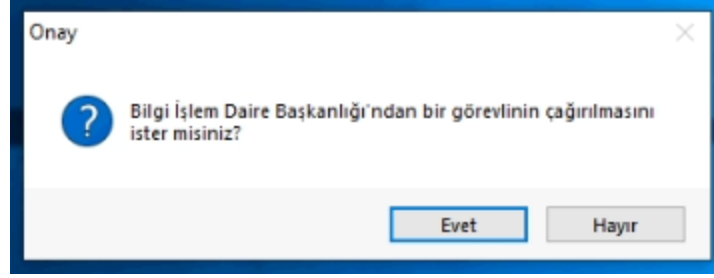 Onay
Bilgi İşlem Daire Başkanlığı'ndan bir görevlinin çağırılmasını
ister misiniz?
Evet
Hayır